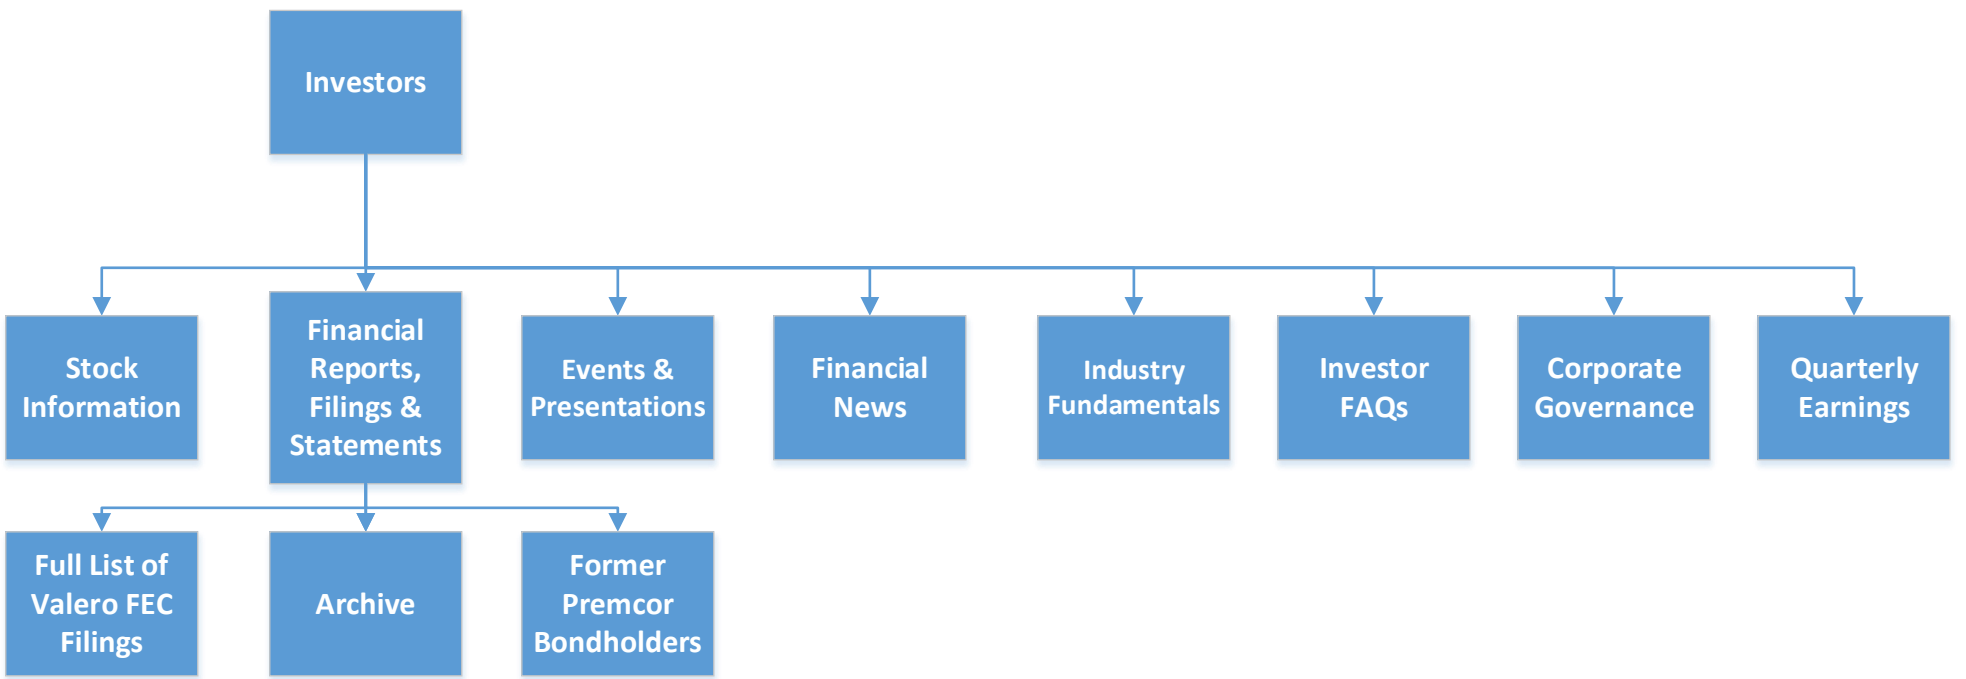 Investors
Stock
Information
Financial
Reports,
Filings &
Statements
Events &
Presentations
Financial
News
Industry
Fundamentals
Investor
FAQs
Corporate
Governance
Quarterly
Earnings
Full List of
Valero FEC
Filings
Archive
Former
Premcor
Bondholders